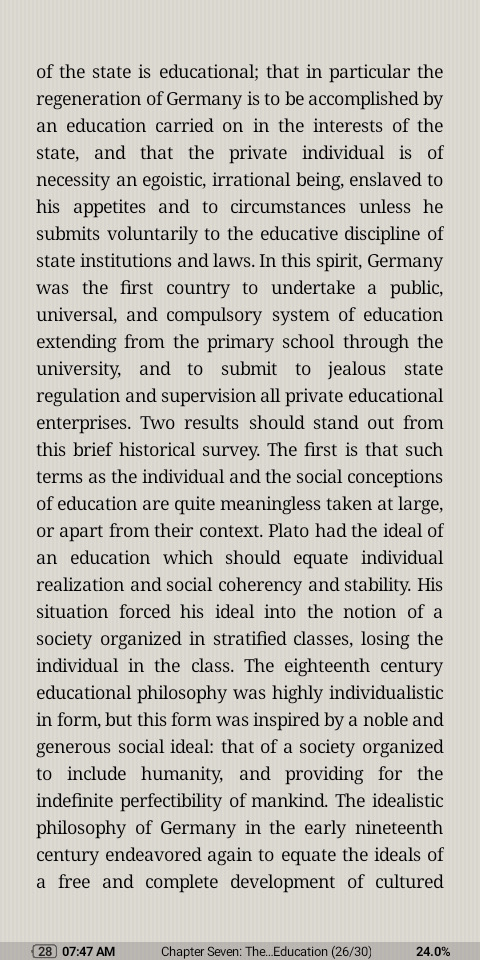 of the state is educational; that in particular the
regeneration of Germany is to be accomplished by
an education carried on in the interests of the
state, and that the private individual is of
necessity an egoistic, irrational being, enslaved to
his appetites and to circumstances unless he
submits voluntarily to the educative discipline of
state institutions and laws. In this spirit, Germany
was the first country to undertake a public,
universal, and compulsory system of education
extending from the primary school through the
university, and to submit to jealous state
regulation and supervision all private educational
enterprises. Two results should stand out from
this brief historical survey. The first is that such
terms as the individual and the social conceptions
of education are quite meaningless taken at large,
or apart from their context. Plato had the ideal of
an education which should equate individual
realization and social coherency and stability. His
situation forced his ideal into the notion of a
society organized in stratified classes, losing the
individual in the class. The eighteenth century
educational philosophy was highly individualistic
in form, but this form was inspired by a noble and
generous social ideal: that of a society organized
to include humanity, and providing for the
indefinite perfectibility of mankind. The idealistic
philosophy of Germany in the early nineteenth
century endeavored again to equate the ideals of
a free and complete development of cultured
28 07:47 AM Chapter Seven: The...Education (26/30) 24.0%